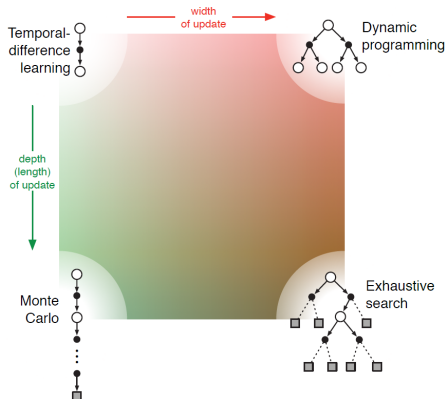 width
of update
Temporal-
difference
learning
Dynamic
programming
depth
(length)
of update
Monte
Carlo
Exhaustive
search